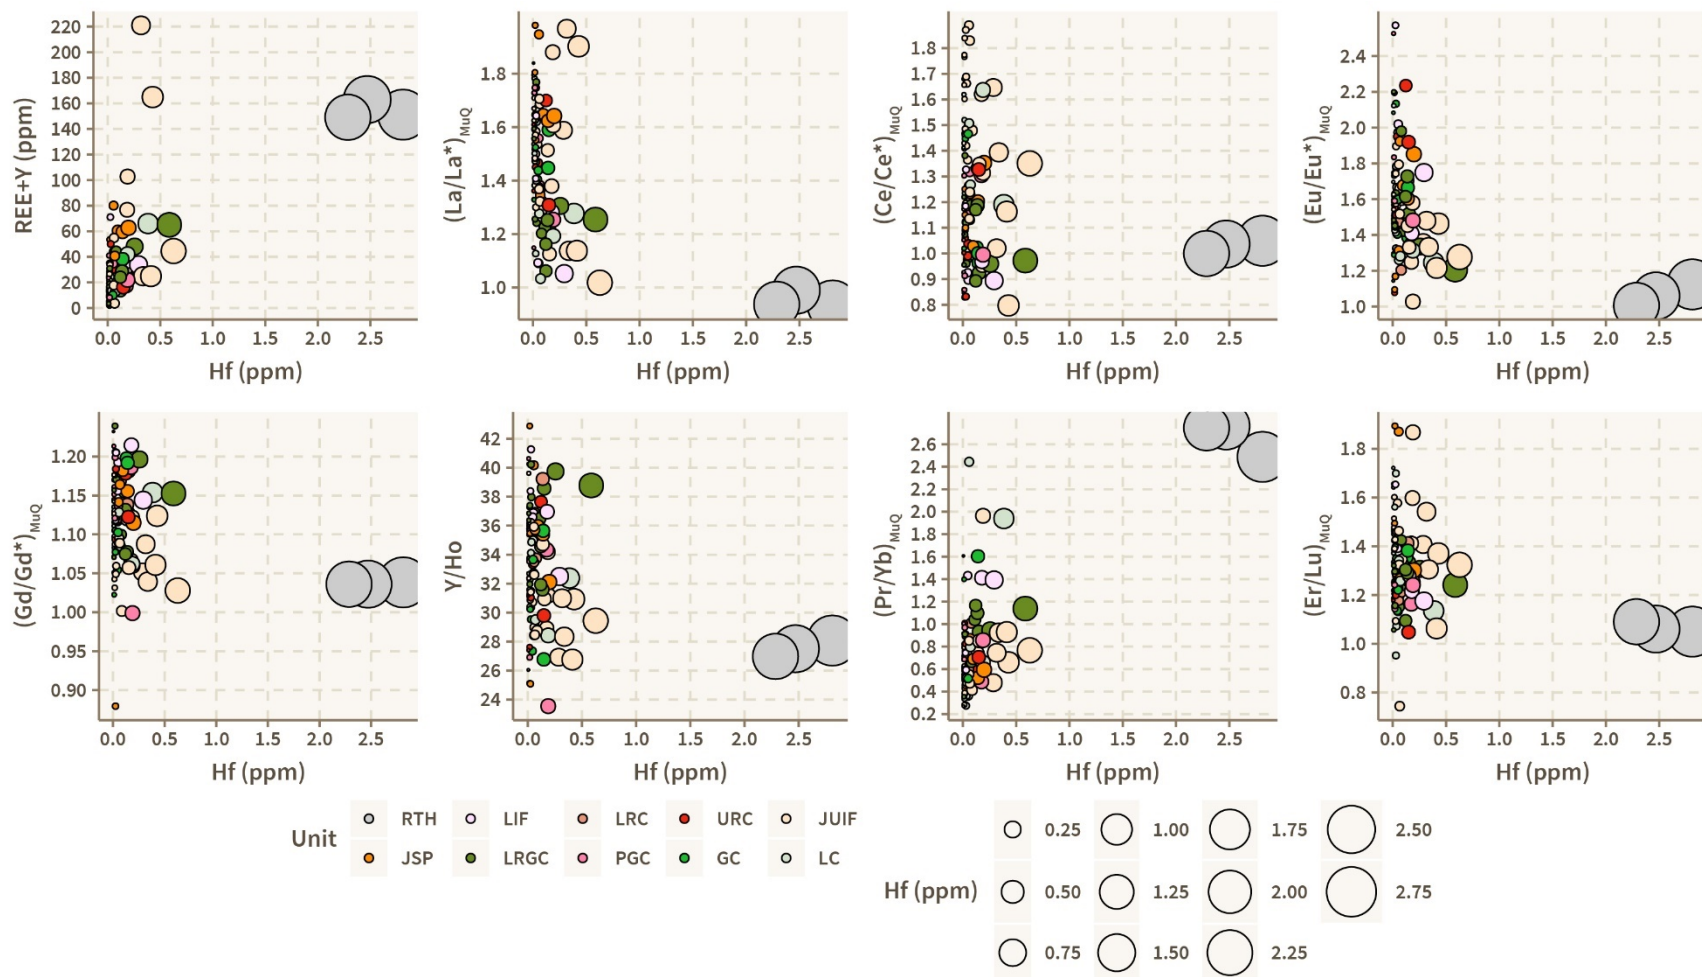 REE+Y (ppm)
220
200
180
160
140
120
100
80
60
40
20
0
0.0 0.5 1.0 1.5 2.0 2.5
Hf (ppm)
(La/La*)MuQ
1.8
1.6
1.4
1.2
1.0
0.0 0.5 1.0 1.5 2.0 2.5
Hf (ppm)
(Ce/Ce*)MuQ
1.8
1.7
1.6
1.5
1.4
1.3
1.2
1.1
1.0
0.9
0.8
0.0 0.5 1.0 1.5 2.0 2.5
Hf (ppm)
(Eu/Eu*)MuQ
2.4
2.2
2.0
1.8
1.6
1.4
1.2
1.0
0.0 0.5 1.0 1.5 2.0 2.5
Hf (ppm)
(Gd/Gd*)MuQ
1.20
1.15
1.10
1.05
1.00
0.95
0.90
0.0 0.5 1.0 1.5 2.0 2.5
Hf (ppm)
Y/Ho
42
40
38
36
34
32
30
28
26
24
0.0 0.5 1.0 1.5 2.0 2.5
Hf (ppm)
(Pr/Yb)MuQ
2.6
2.4
2.2
2.0
1.8
1.6
1.4
1.2
1.0
0.8
0.6
0.4
0.2
0.0 0.5 1.0 1.5 2.0 2.5
Hf (ppm)
(Er/Lu)MuQ
1.8
1.6
1.4
1.2
1.0
0.8
0.0 0.5 1.0 1.5 2.0 2.5
Hf (ppm)
Unit
RTH LIF LRC URC JUIF
JSP LRGC PGC GC LC
Hf (ppm)
0.25 1.00 1.75 2.50
0.50 1.25 2.00 2.75
0.75 1.50 2.25